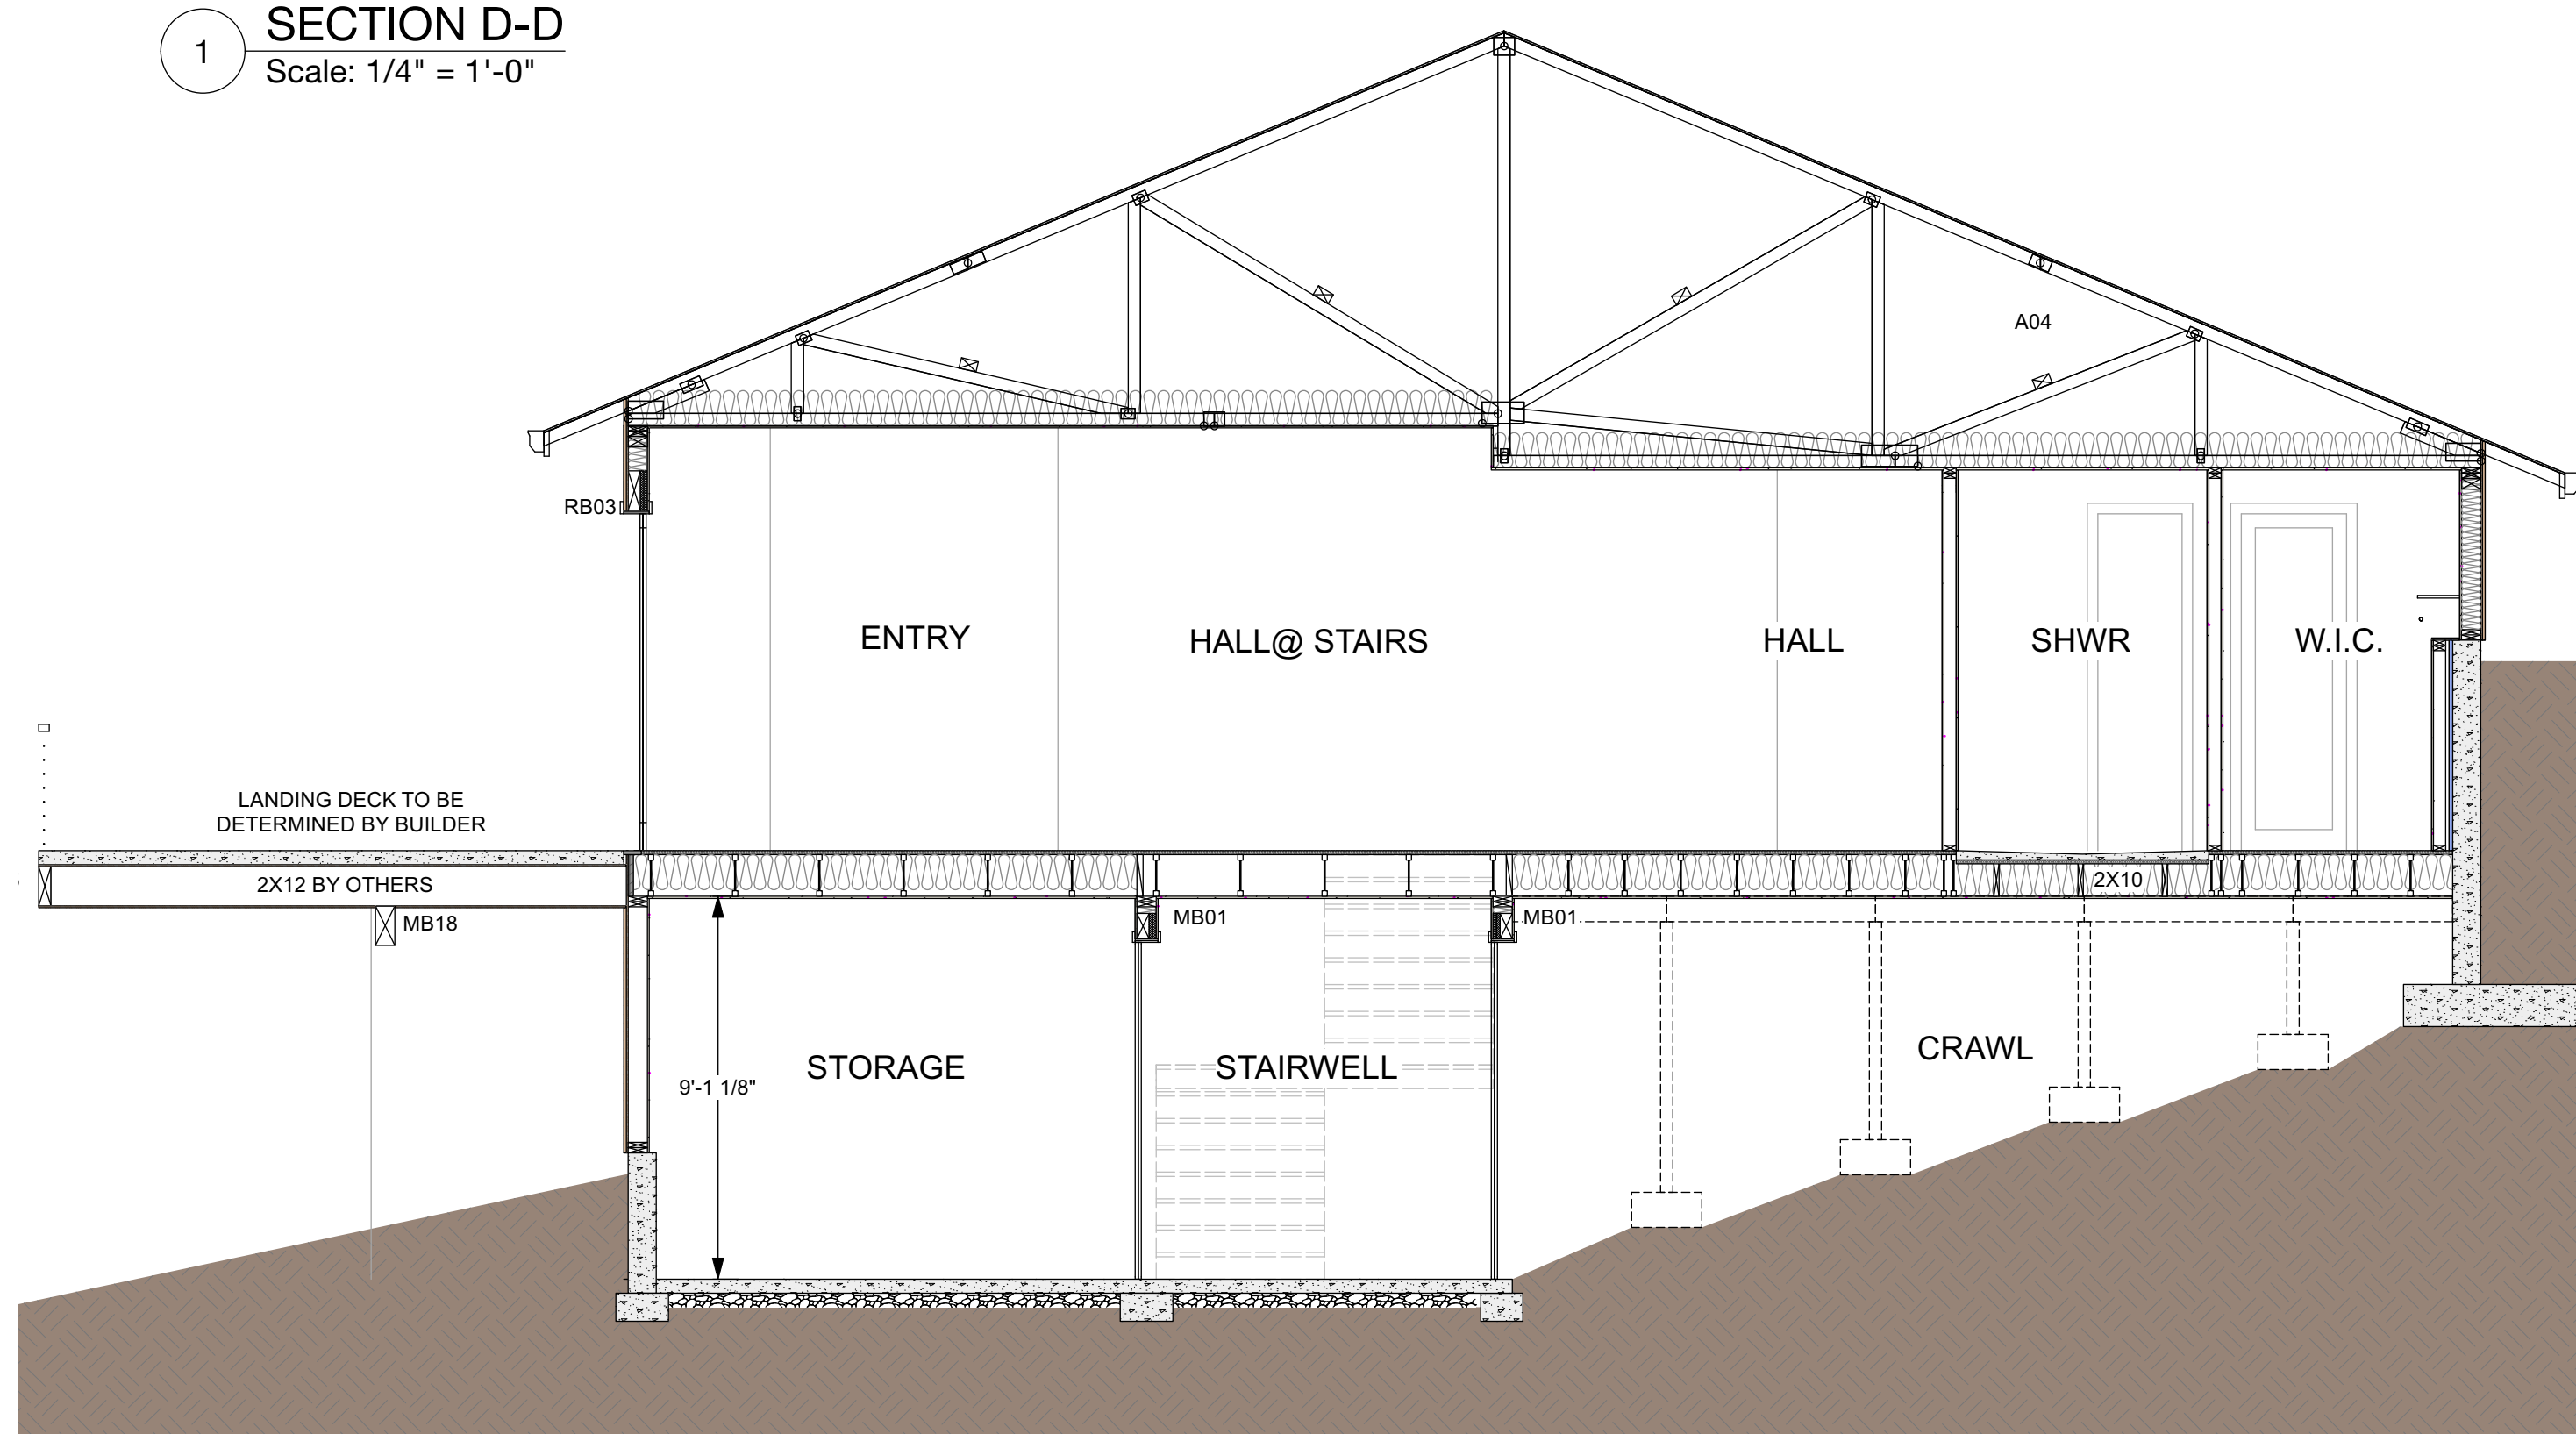 1
SECTION D-D
Scale: 1/4" = 1'-0"
A04
RB03
ENTRY
HALL@ STAIRS
HALL
SHWR
W.I.C.
LANDING DECK TO BE
DETERMINED BY BUILDER
2X12 BY OTHERS
2X10
MB18
MB01
MB01
9'-1 1/8"
STORAGE
STAIRWELL
CRAWL